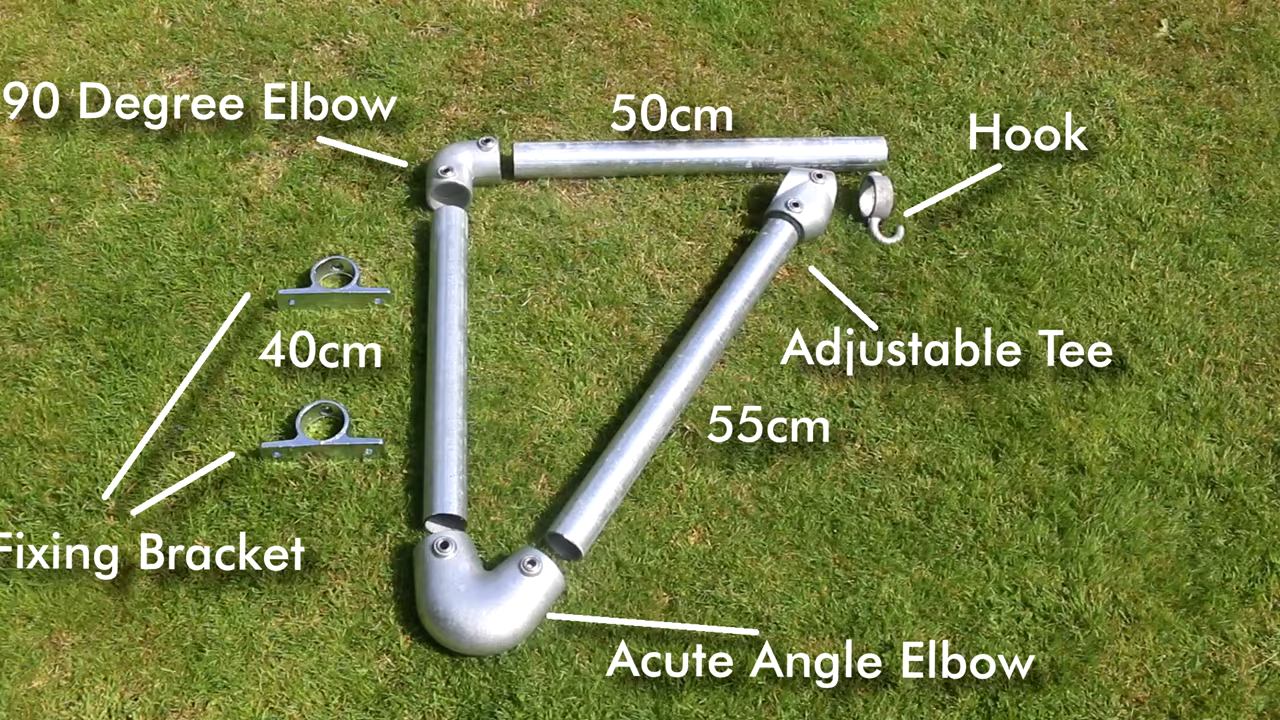 90 Degree Elbow
50cm
Hook
40cm
Adjustable Tee
55cm
Fixing Bracket
Acute Angle Elbow